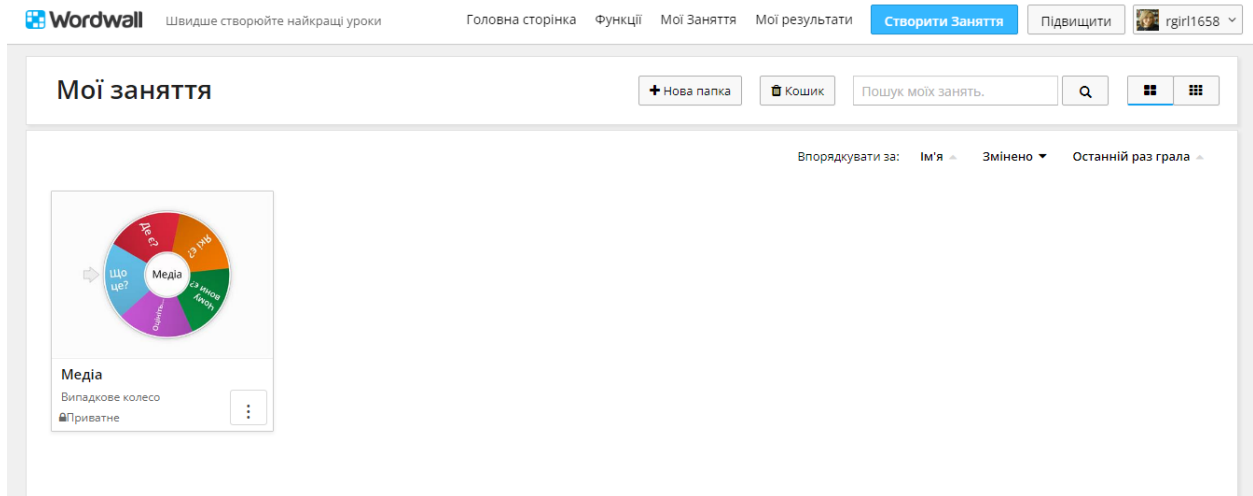 Wordwall Швидше створюйте найкращі уроки Головна сторінка Функції Мої Заняття Мої результати Створити Заняття Підвищити rgirl1658
Мої заняття Нова папка Кошик Пошук моїх занять.
Впорядкувати за: Ім'я Змінено Останній раз грала
Де є?
Які є?
Що
це?
Медіа
Чому
вони є?
Оцініть...
Медіа
Випадкове колесо
Приватне